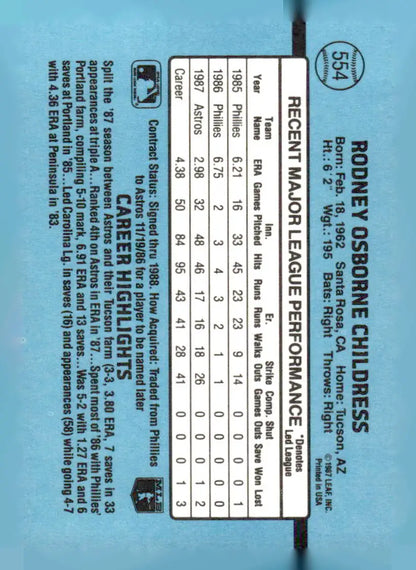 554
RODNEY OSBORNE CHILDRESS
Born: Feb. 18, 1962 Santa Rosa, CA Home: Tucson, AZ
Ht.: 6'2" Wgt.: 195 Bats: Right Throws: Right
©1987 LEAF, INC.
Printed in USA
RECENT MAJOR LEAGUE PERFORMANCE *Denotes Led League
Team Inn. Er. Strike Comp. Shut
Year Name ERA Games Pitched Hits Runs Runs Walks Outs Games Outs Save Won Lost
1985 Phillies 6.21 16 33 45 23 23 9 14 0 0 0 0 1
1986 Phillies 6.75 2 3 4 3 2 1 1 0 0 0 0 0
1987 Astros 2.98 32 48 46 17 16 18 26 0 0 0 1 2
Career 4.38 50 84 95 43 41 28 41 0 0 0 1 3
Contract Status: Signed thru 1988. How Acquired: Traded from Phillies
to Astros 11/19/86 for a player to be named later
CAREER HIGHLIGHTS
Split the '87 season between Astros and their Tucson farm (3-3, 3.80 ERA, 7 saves in 33
appearances at triple A... Ranked 4th on Astros in ERA in '87...Spent most of '86 with Phillies'
Portland farm, compiling 5-10 mark, 6.91 ERA and 13 saves....Was 5-2 with 1.27 ERA and 6
saves at Portland in '85...Led Carolina Lg. in saves (16) and appearances (58) while going 4-7
with 4.36 ERA at Peninsula in '83.